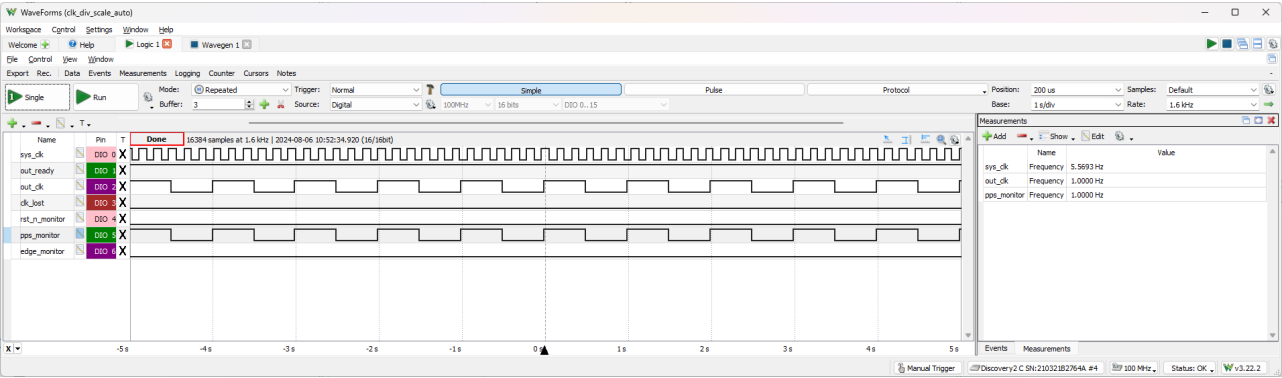 WaveForms (clk_div_scale_auto)
Workspace Control Settings Window Help
Welcome Help Logic 1 Wavegen 1
File Control View Window
Export Rec. Data Events Measurements Logging Counter Cursors Notes
Single Run Mode: Repeated Trigger: Normal Simple Pulse Protocol Position: 200 us Samples: Default
Buffer: 3 Source: Digital 100MHz 16 bits DIO 0..15 Base: 1 s/div Rate: 1.6 kHz
T
Measurements
Name Pin T Done 16384 samples at 1.6 kHz | 2024-08-06 10:52:34.920 (16/16bit)
Add Show Edit
Name Value
sys_clk DIO 0 X
out_ready DIO 1 X
out_clk DIO 2 X
clk_lost DIO 3 X
rst_n_monitor DIO 4 X
pps_monitor DIO 5 X
edge_monitor DIO 6 X
sys_clk Frequency 5.5693 Hz
out_clk Frequency 1.0000 Hz
pps_monitor Frequency 1.0000 Hz
X -5 s -4 s -3 s -2 s -1 s 0 s 1 s 2 s 3 s 4 s 5 s
Events Measurements
Manual Trigger Discovery2 C SN:210321B2764A #4 100 MHz Status: OK v3.22.2